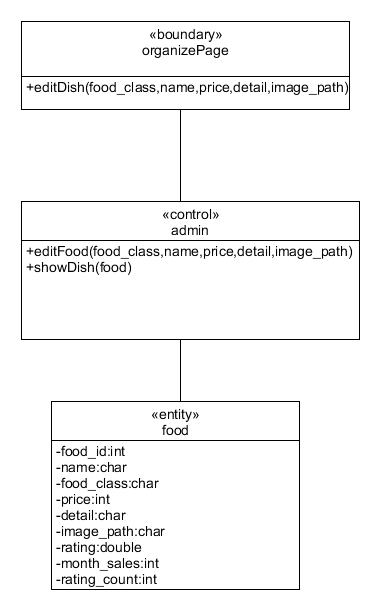 «boundary»
organizePage
+editDish(food_class,name,price,detail,image_path)
«control»
admin
+editFood(food_class,name,price,detail,image_path)
+showDish(food)
«entity»
food
-food_id:int
-name:char
-food_class:char
-price:int
-detail:char
-image_path:char
-rating:double
-month_sales:int
-rating_count:int